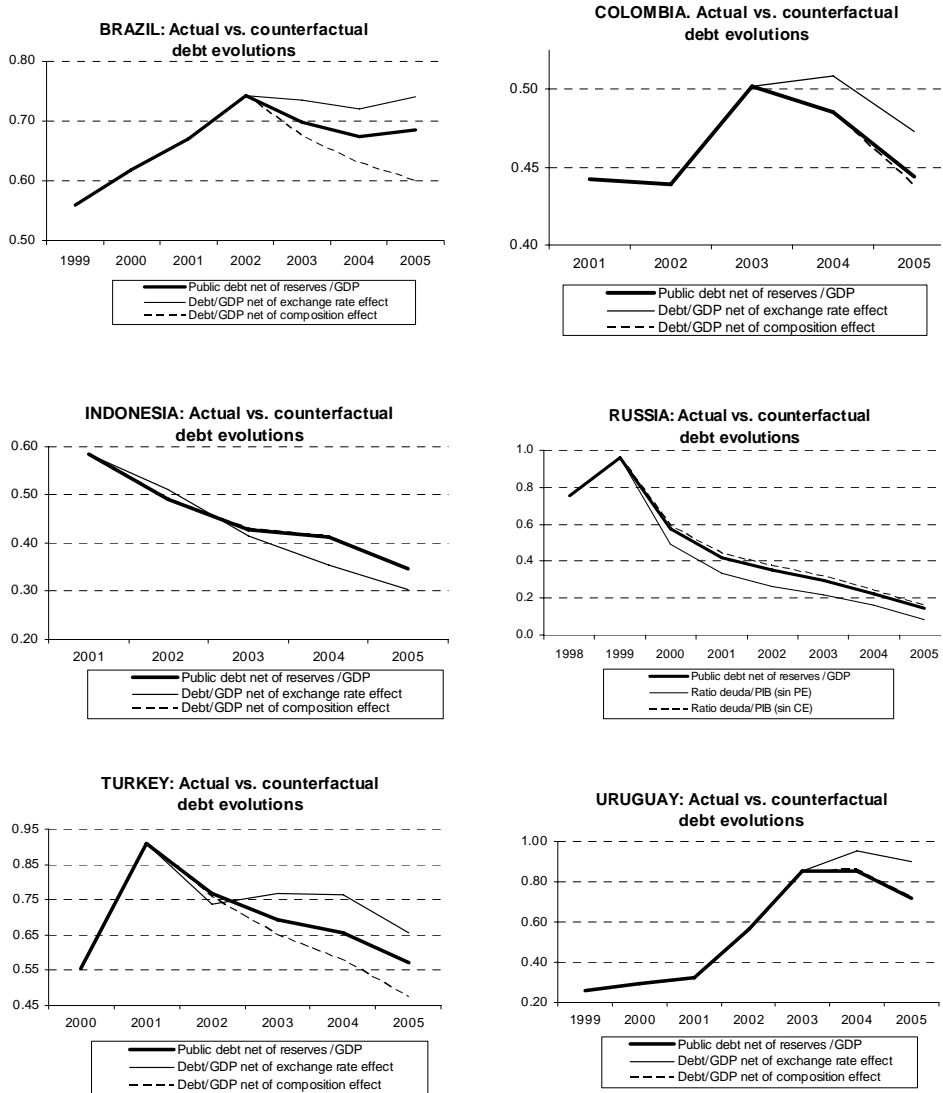 BRAZIL: Actual vs. counterfactual
debt evolutions
0.80
0.70
0.60
0.50
1999 2000 2001 2002 2003 2004 2005
Public debt net of reserves /GDP
Debt/GDP net of exchange rate effect
Debt/GDP net of composition effect
COLOMBIA. Actual vs. counterfactual
debt evolutions
0.50
0.45
0.40
2001 2002 2003 2004 2005
Public debt net of reserves /GDP
Debt/GDP net of exchange rate effect
Debt/GDP net of composition effect
INDONESIA: Actual vs. counterfactual
debt evolutions
0.60
0.50
0.40
0.30
0.20
2001 2002 2003 2004 2005
Public debt net of reserves /GDP
Debt/GDP net of exchange rate effect
Debt/GDP net of composition effect
RUSSIA: Actual vs. counterfactual
debt evolutions
1.0
0.8
0.6
0.4
0.2
0.0
1998 1999 2000 2001 2002 2003 2004 2005
Public debt net of reserves /GDP
Ratio deuda/PIB (sin PE)
Ratio deuda/PIB (sin CE)
TURKEY: Actual vs. counterfactual
debt evolutions
0.95
0.85
0.75
0.65
0.55
0.45
2000 2001 2002 2003 2004 2005
Public debt net of reserves /GDP
Debt/GDP net of exchange rate effect
Debt/GDP net of composition effect
URUGUAY: Actual vs. counterfactual
debt evolutions
1.00
0.80
0.60
0.40
0.20
1999 2000 2001 2002 2003 2004 2005
Public debt net of reserves /GDP
Debt/GDP net of exchange rate effect
Debt/GDP net of composition effect